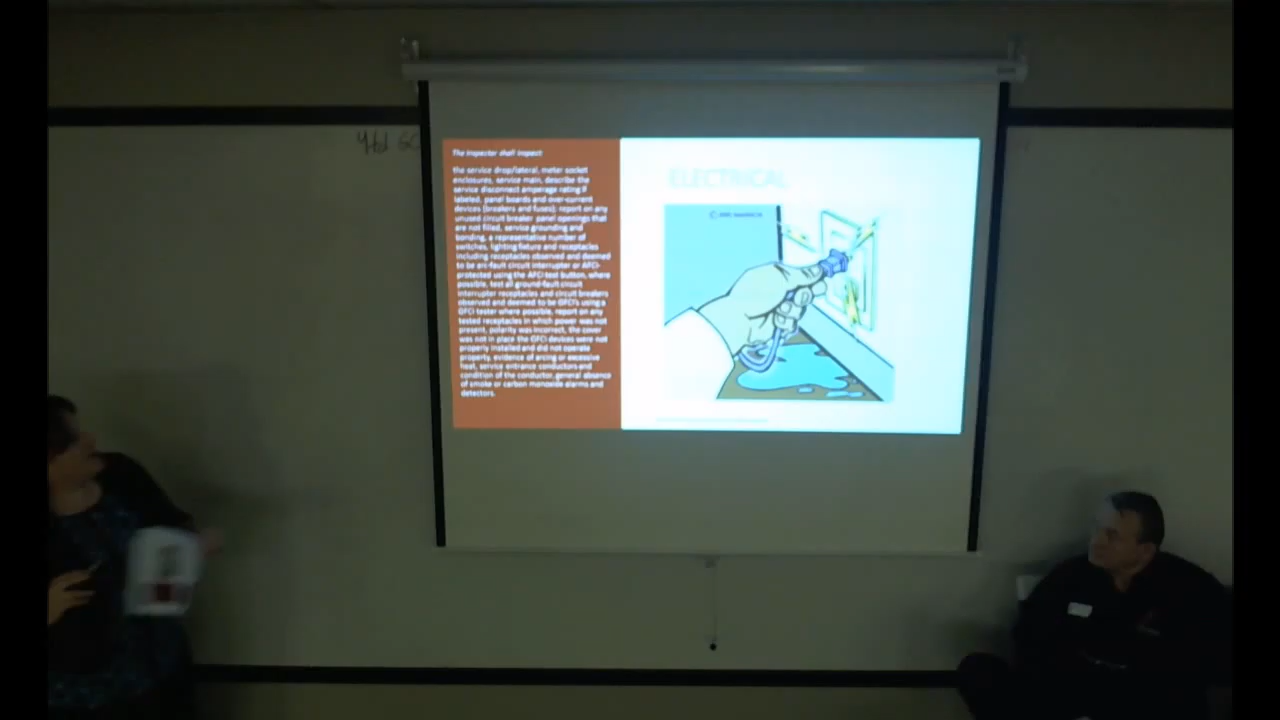 The inspector shall inspect:
the service drop/lateral, meter socket
enclosures, service main, describe the
service disconnect amperage rating if
labeled, panel boards and over-current
devices (breakers and fuses); report on any
unused circuit breaker panel openings that
are not filled, service grounding and
bonding, a representative number of
switches, lighting fixture and receptacles
including receptacles observed and deemed
to be arc-fault circuit interrupter or AFCI-
protected using the AFCI test button, where
possible, test all ground-fault circuit
interrupter receptacles and circuit breakers
observed and deemed to be GFCI's using a
GFCI tester where possible, report on any
tested receptacles in which power was not
present, polarity was incorrect, the cover
was not in place the GFCI devices were not
properly installed and did not operate
property, evidence of arcing or excessive
heat, service entrance conductors and
condition of the conductor, general absence
of smoke or carbon monoxide alarms and
detectors.
ELECTRICAL